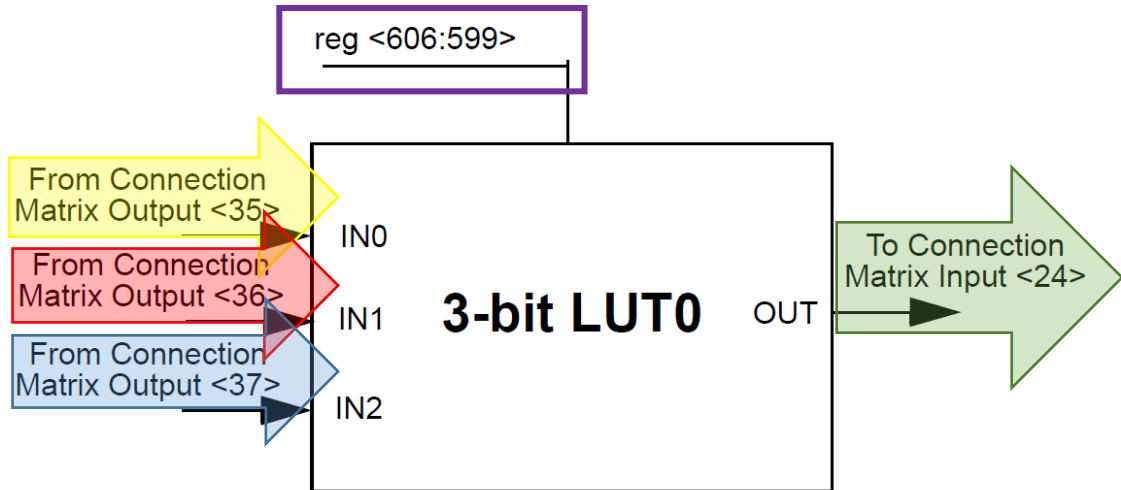 reg <606:599>
From Connection
Matrix Output <35>
IN0
From Connection
Matrix Output <36>
IN1
From Connection
Matrix Output <37>
IN2
3-bit LUT0
OUT
To Connection
Matrix Input <24>